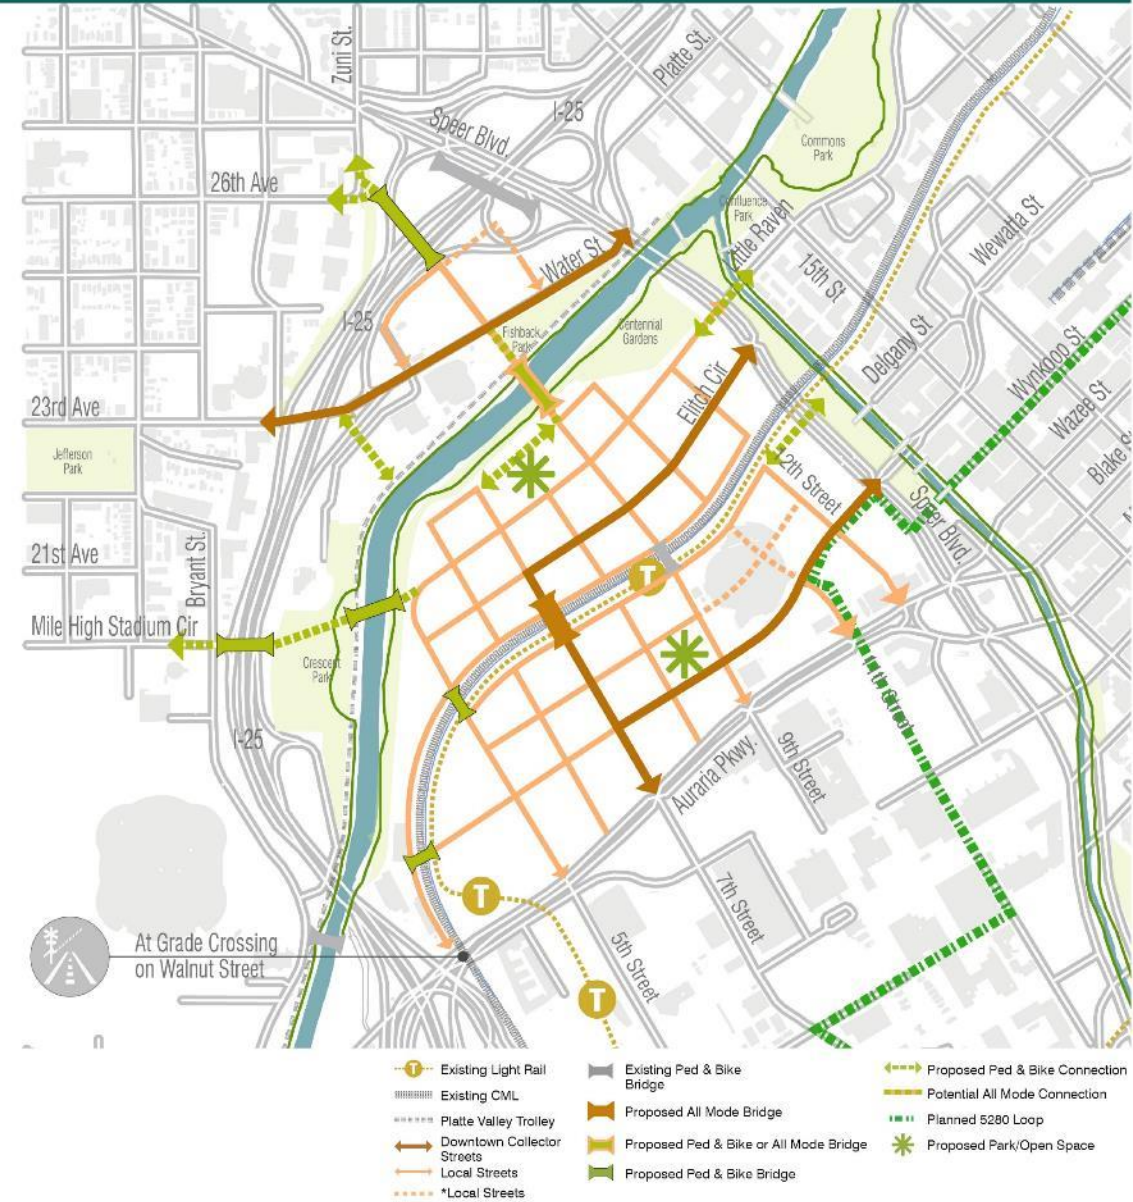 Zuni St.
Platte St.
I-25
Speer Blvd.
Commons
Park
26th Ave
Confluence
Park
Little Raven
Wewatta St
Water St.
15th St
I-25
Fishback
Park
Centennial
Gardens
Delgany St
Wynkoop St
Elitch Cir
23rd Ave
Wazee St
Jefferson
Park
12th Street
Blake St
Speer Blvd.
21st Ave
Bryant St.
T
Mile High Stadium Cir
Crescent
Park
11th Street
I-25
9th Street
Auraria Pkwy.
T
7th Street
At Grade Crossing
on Walnut Street
5th Street
T
T Existing Light Rail
Existing CML
Platte Valley Trolley
Downtown Collector
Streets
Local Streets
*Local Streets
Existing Ped & Bike
Bridge
Proposed All Mode Bridge
Proposed Ped & Bike or All Mode Bridge
Proposed Ped & Bike Bridge
Proposed Ped & Bike Connection
Potential All Mode Connection
Planned 5280 Loop
Proposed Park/Open Space